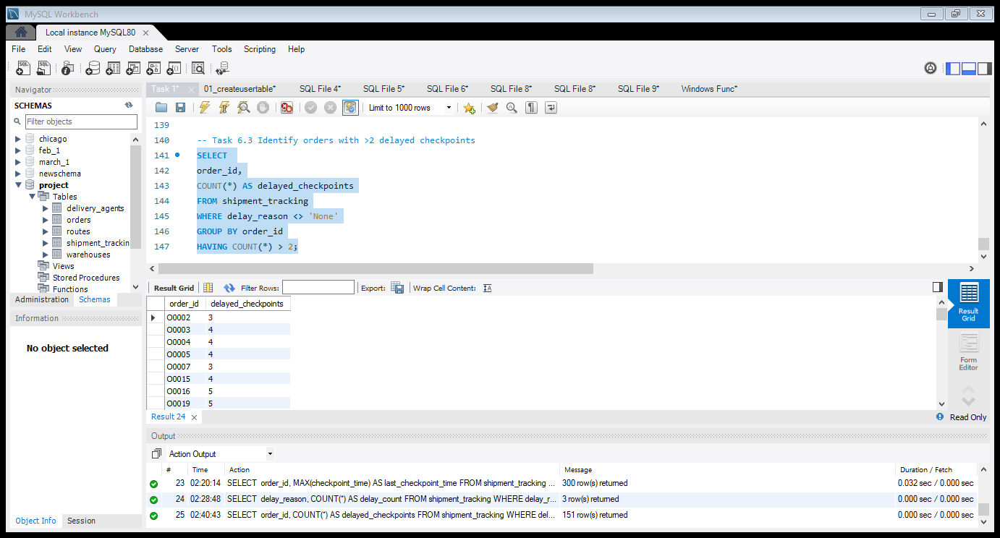 MySQL Workbench
Local instance MySQL80
File Edit View Query Database Server Tools Scripting Help
Navigator
SCHEMAS
Filter objects
chicago
feb_1
march_1
newschema
project
Tables
delivery_agents
orders
routes
shipment_trackin
warehouses
Views
Stored Procedures
Functions
Administration Schemas
Information
No object selected
Object Info Session
Task 1* 01_createusertable* SQL File 4* SQL File 5* SQL File 6* SQL File 8* SQL File 8* SQL File 9* Windows Func*
Limit to 1000 rows
139
140 -- Task 6.3 Identify orders with >2 delayed checkpoints
141 SELECT
142 order_id,
143 COUNT(*) AS delayed_checkpoints
144 FROM shipment_tracking
145 WHERE delay_reason <> 'None'
146 GROUP BY order_id
147 HAVING COUNT(*) > 2;
Result Grid Filter Rows: Export: Wrap Cell Content:
order_id delayed_checkpoints
O0002 3
O0003 4
O0004 4
O0005 4
O0007 3
O0015 4
O0016 5
O0019 5
Result Grid
Form Editor
Result 24
Read Only
Output
Action Output
# Time Action Message Duration / Fetch
23 02:20:14 SELECT order_id, MAX(checkpoint_time) AS last_checkpoint_time FROM shipment_tracking ... 300 row(s) returned 0.032 sec / 0.000 sec
24 02:28:48 SELECT delay_reason, COUNT(*) AS delay_count FROM shipment_tracking WHERE delay_r... 3 row(s) returned 0.000 sec / 0.000 sec
25 02:40:43 SELECT order_id, COUNT(*) AS delayed_checkpoints FROM shipment_tracking WHERE del... 151 row(s) returned 0.000 sec / 0.000 sec